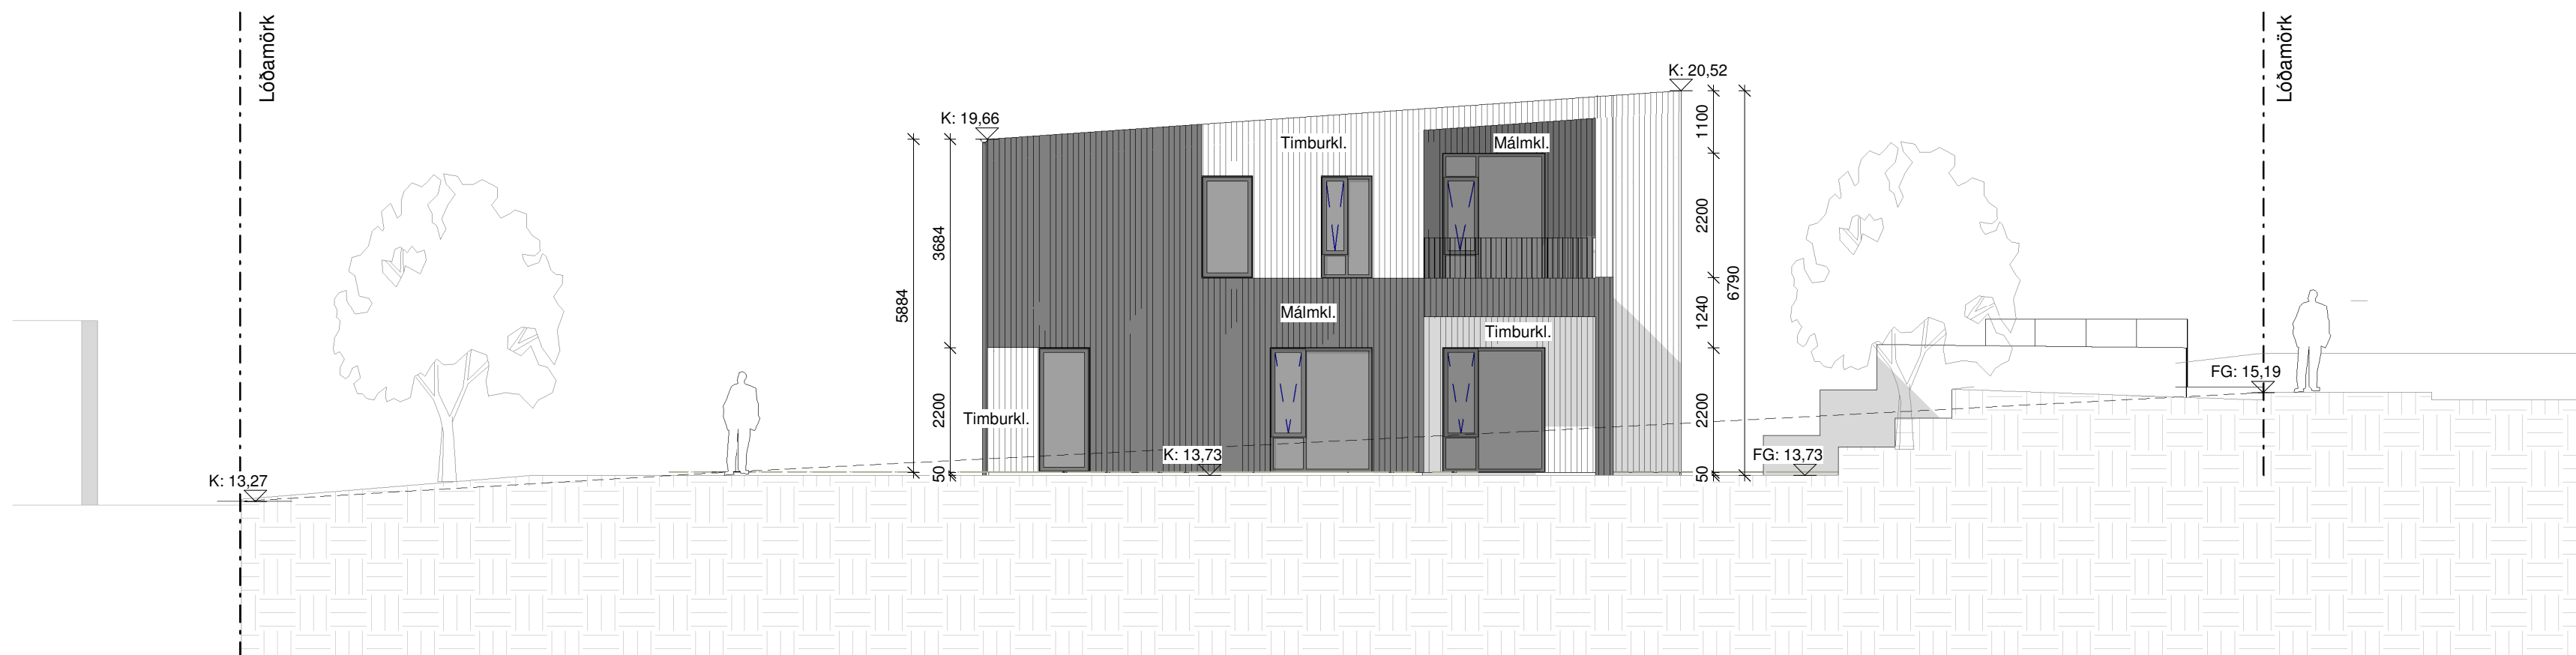 Lóðamörk
Lóðamörk
K: 20,52
K: 19,66
1100
Timburkl.
Málmkl.
2200
3684
6790
5884
Málmkl.
1240
Timburkl.
FG: 15,19
2200
2200
Timburkl.
K: 13,73
FG: 13,73
K: 13,27
50
50